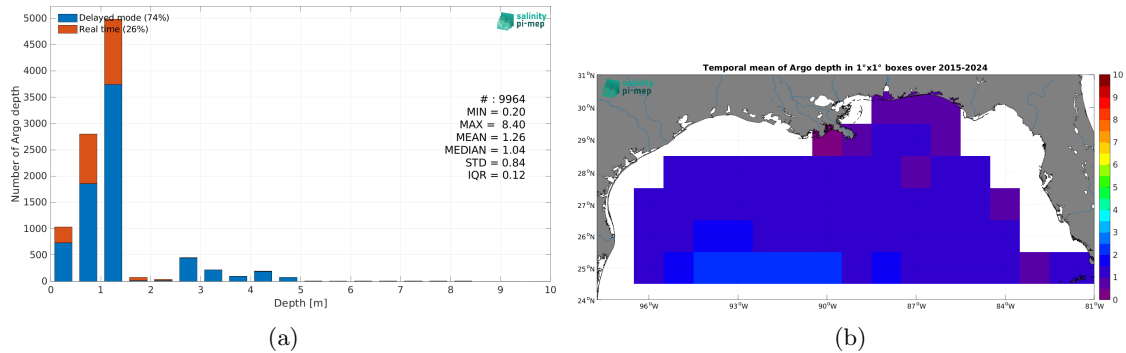 Delayed mode (74%)
Real time (26%)
salinity
pi-mep
5000
4500
4000
3500
3000
2500
2000
1500
1000
500
0
Number of Argo depth
# : 9964
MIN = 0.20
MAX = 8.40
MEAN = 1.26
MEDIAN = 1.04
STD = 0.84
IQR = 0.12
0 1 2 3 4 5 6 7 8 9 10
Depth [m]
(a)
Temporal mean of Argo depth in 1°x1° boxes over 2015-2024
salinity
pi-mep
31°N
30°N
29°N
28°N
27°N
26°N
25°N
24°N
96°W 93°W 90°W 87°W 84°W 81°W
10
9
8
7
6
5
4
3
2
1
0
(b)